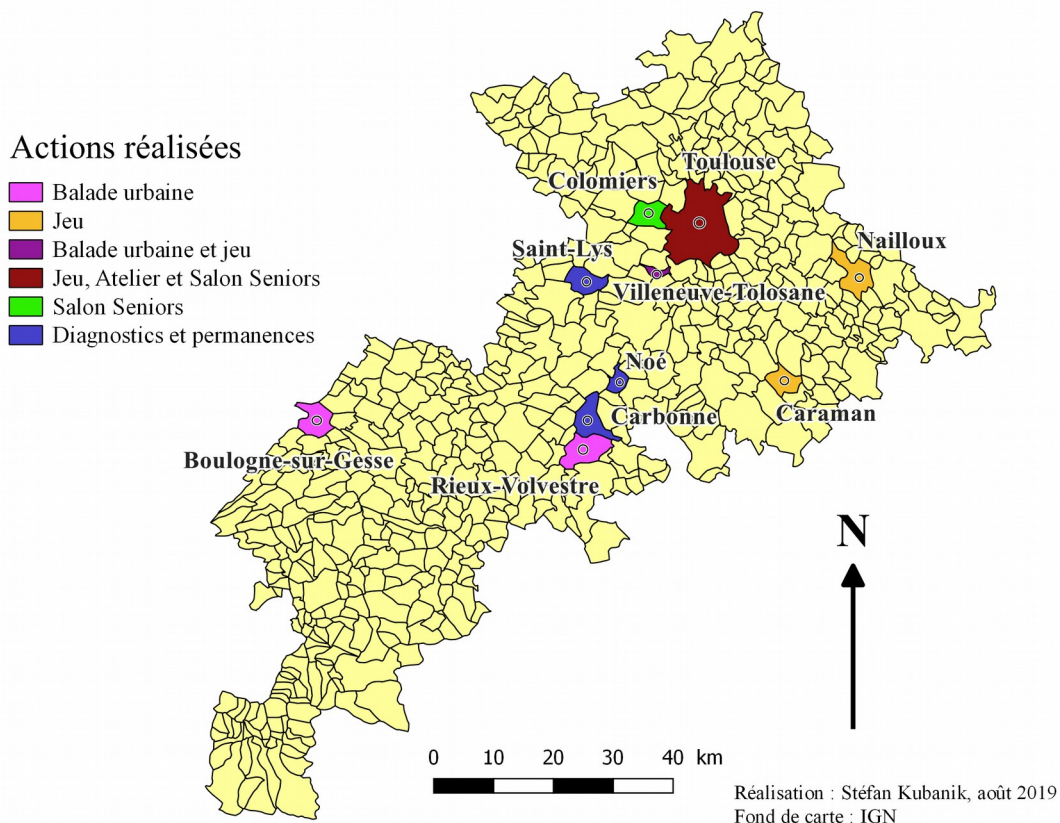 Actions réalisées
Balade urbaine
Jeu
Balade urbaine et jeu
Jeu, Atelier et Salon Seniors
Salon Seniors
Diagnostics et permanences
Toulouse
Colomiers
Nailloux
Saint-Lys
Villeneuve-Tolosane
Noé
Carbonne
Caraman
Boulogne-sur-Gesse
Rieux-Volvestre
N
0 10 20 30 40 km
Réalisation : Stéfan Kubanik, août 2019
Fond de carte : IGN